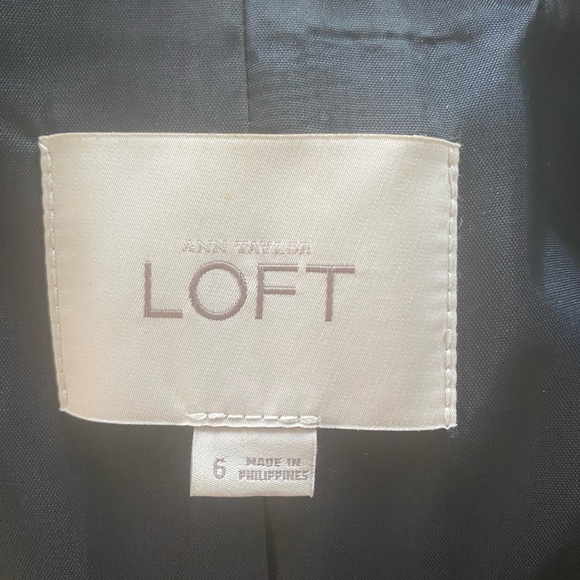 ANN TAYLOR
LOFT
6 MADE IN
PHILIPPINES